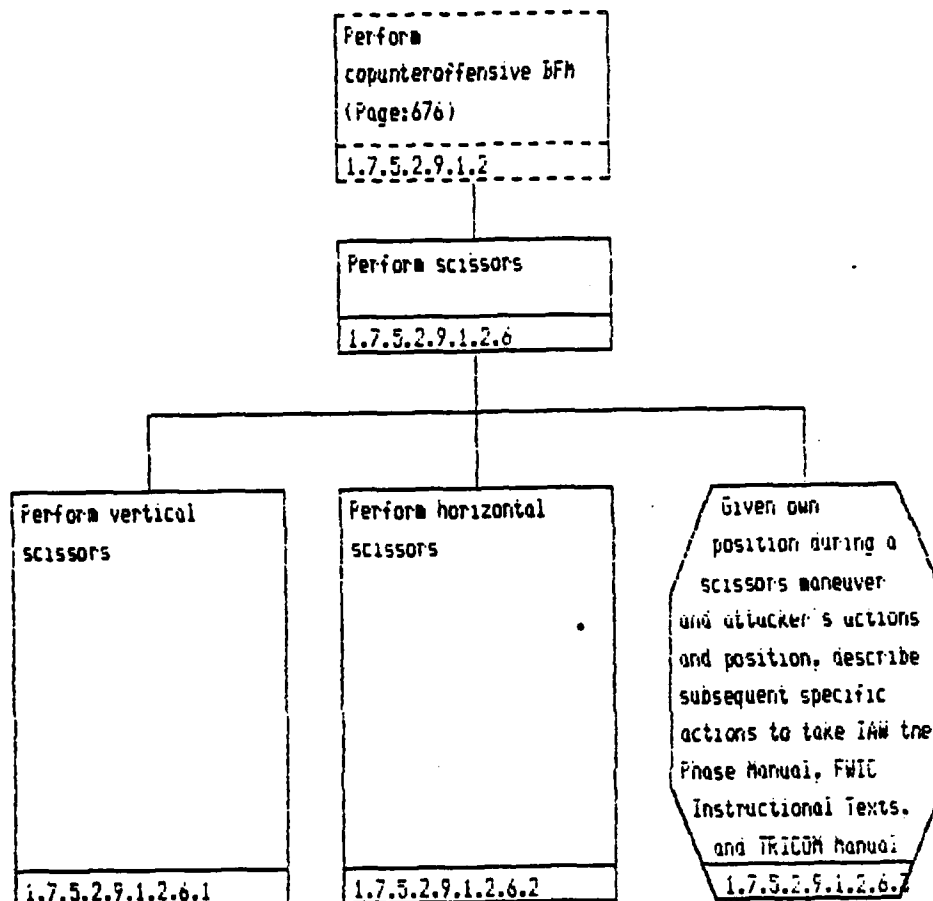 Perform
copunteroffensive BFM
(Page:676)
1.7.5.2.9.1.2
Perform scissors
1.7.5.2.9.1.2.6
Perform vertical
scissors
1.7.5.2.9.1.2.6.1
Perform horizontal
scissors
1.7.5.2.9.1.2.6.2
Given own
position during a
scissors maneuver
and attacker's actions
and position, describe
subsequent specific
actions to take IAW the
Phase Manual, FWIC
Instructional Texts,
and TRICOM Manual
1.7.5.2.9.1.2.6.